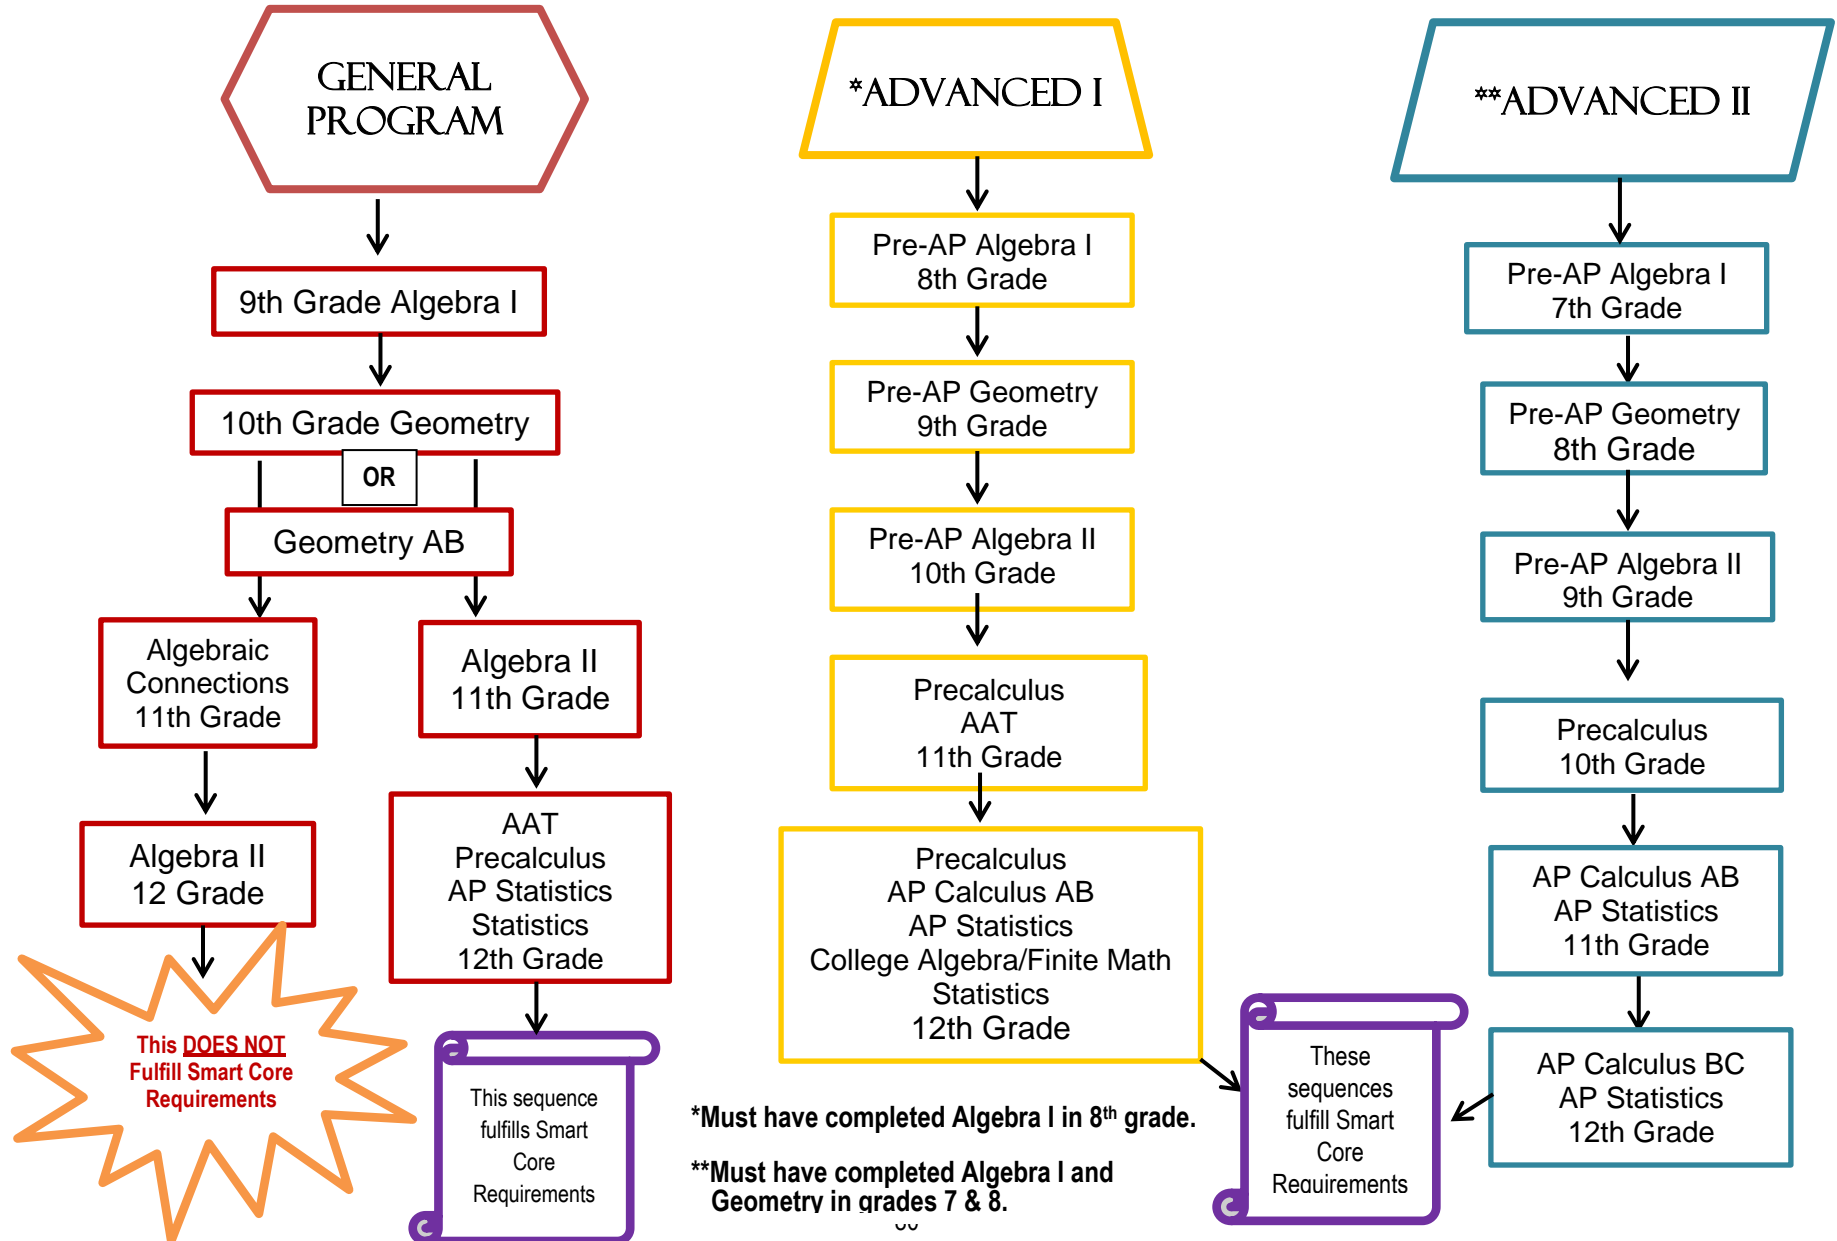 GENERAL
PROGRAM
9th Grade Algebra I
10th Grade Geometry
OR
Geometry AB
Algebraic
Connections
11th Grade
Algebra II
12 Grade
This DOES NOT
Fulfill Smart Core
Requirements
Algebra II
11th Grade
AAT
Precalculus
AP Statistics
Statistics
12th Grade
This sequence
fulfills Smart
Core
Requirements
*ADVANCED I
Pre-AP Algebra I
8th Grade
Pre-AP Geometry
9th Grade
Pre-AP Algebra II
10th Grade
Precalculus
AAT
11th Grade
Precalculus
AP Calculus AB
AP Statistics
College Algebra/Finite Math
Statistics
12th Grade
**ADVANCED II
Pre-AP Algebra I
7th Grade
Pre-AP Geometry
8th Grade
Pre-AP Algebra II
9th Grade
Precalculus
10th Grade
AP Calculus AB
AP Statistics
11th Grade
AP Calculus BC
AP Statistics
12th Grade
These
sequences
fulfill Smart
Core
Requirements
*Must have completed Algebra I in 8th grade.
**Must have completed Algebra I and
Geometry in grades 7 & 8.